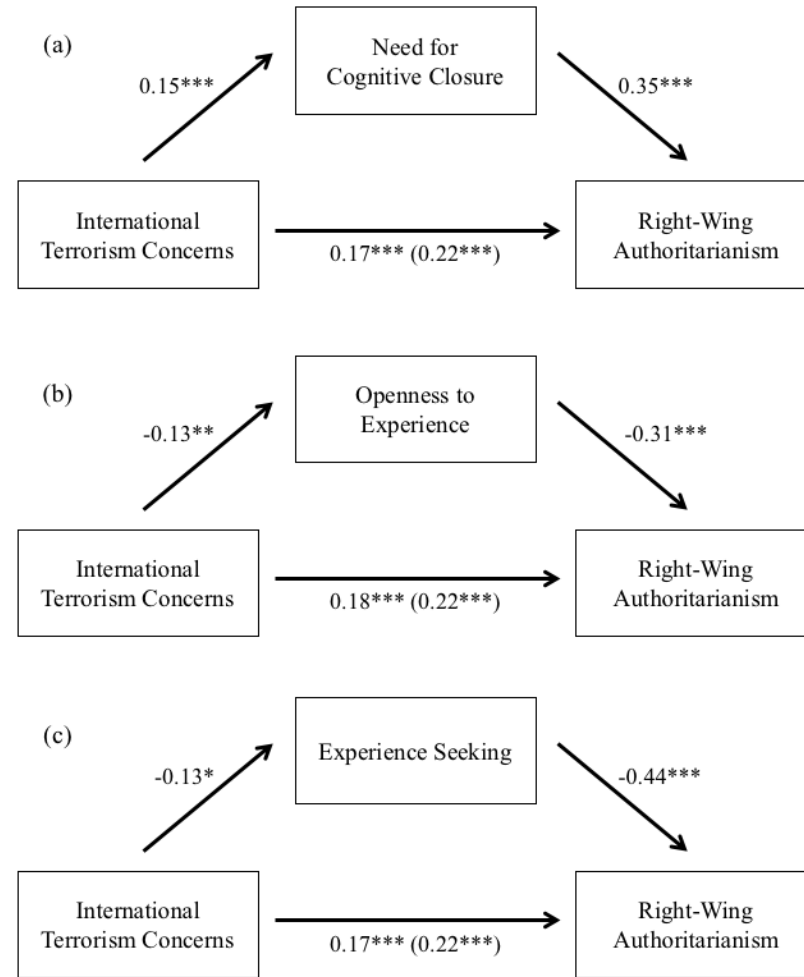 (a)
Need for
Cognitive Closure
0.15***
0.35***
International
Terrorism Concerns
0.17*** (0.22***)
Right-Wing
Authoritarianism
(b)
Openness to
Experience
-0.13**
-0.31***
International
Terrorism Concerns
0.18*** (0.22***)
Right-Wing
Authoritarianism
(c)
Experience Seeking
-0.13*
-0.44***
International
Terrorism Concerns
0.17*** (0.22***)
Right-Wing
Authoritarianism